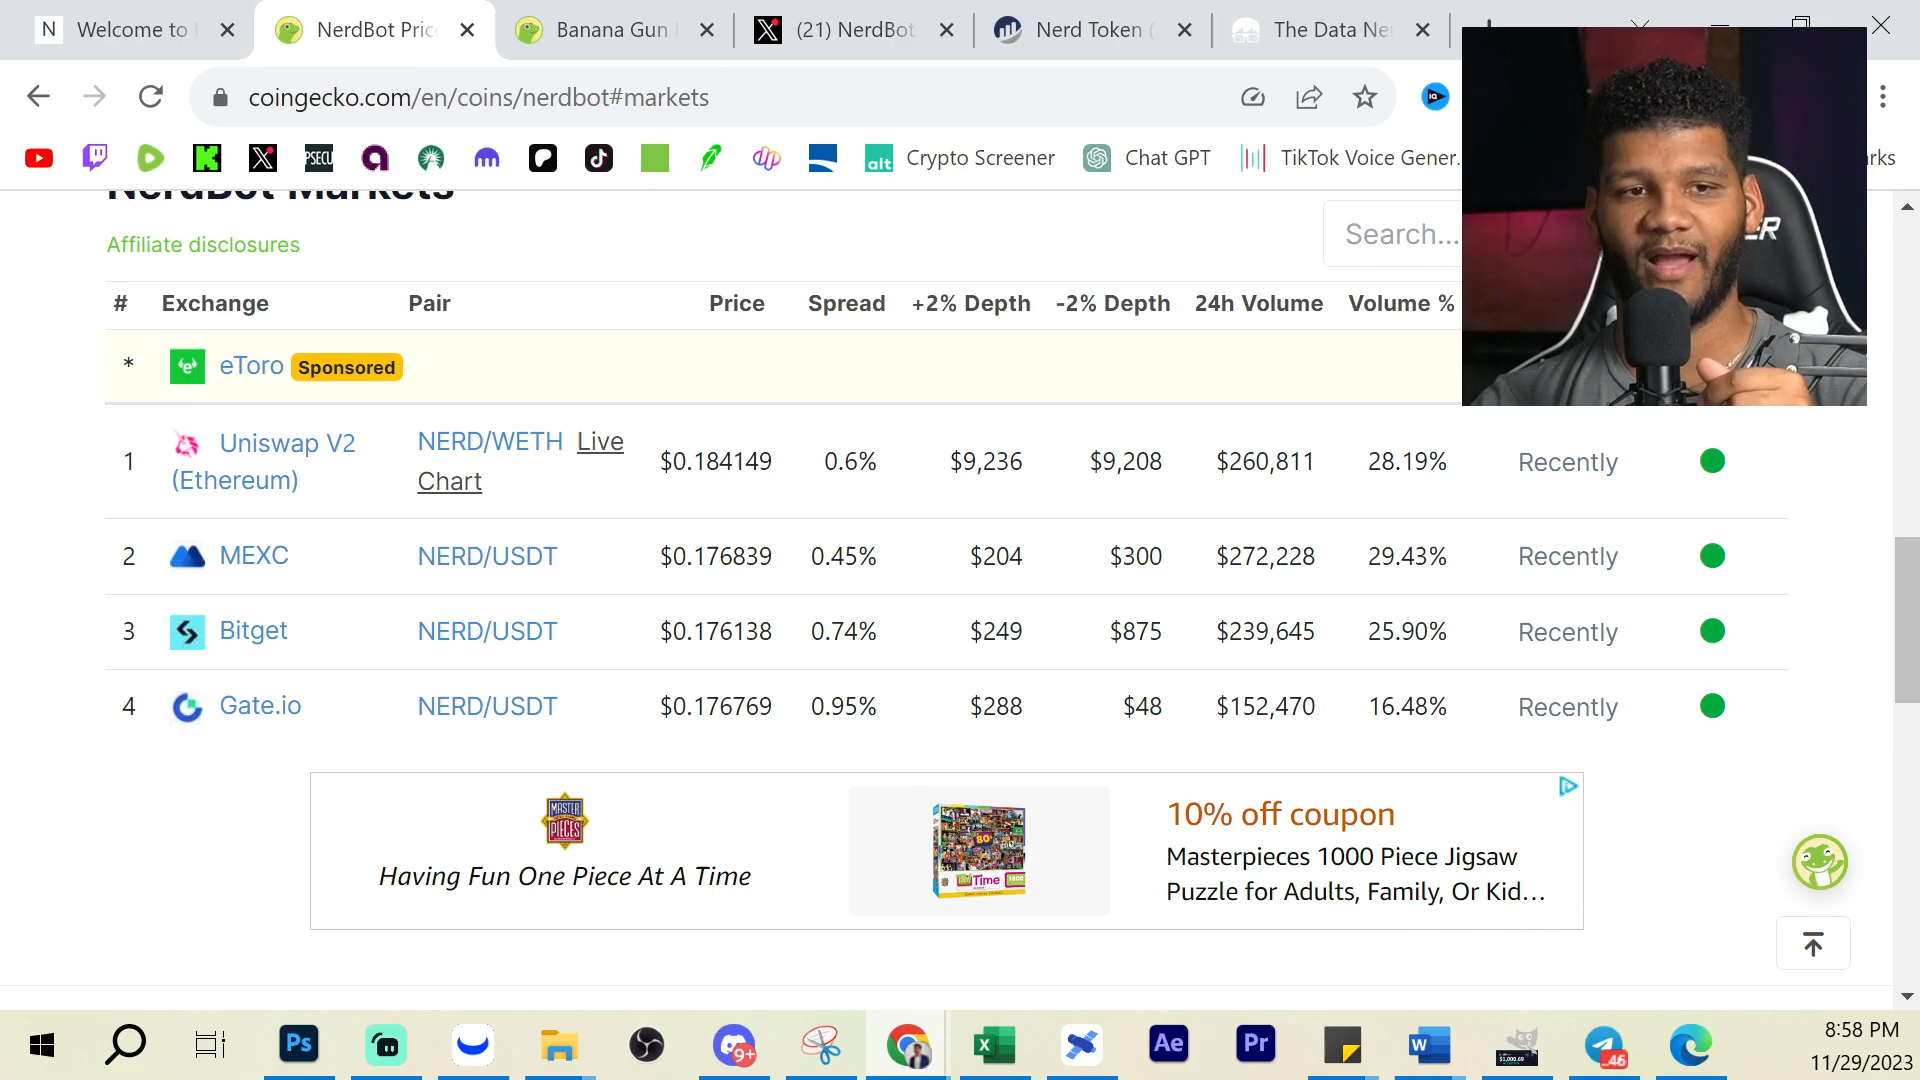 Welcome to
NerdBot Pric
Banana Gun
(21) NerdBot
Nerd Token (
The Data Ne
coingecko.com/en/coins/nerdbot#markets
Crypto Screener
Chat GPT
TikTok Voice Gener.
rks
NerdBot Markets
Affiliate disclosures
Search...
# Exchange Pair Price Spread +2% Depth -2% Depth 24h Volume Volume %
* eToro Sponsored
1 Uniswap V2 (Ethereum) NERD/WETH Live Chart $0.184149 0.6% $9,236 $9,208 $260,811 28.19% Recently
2 MEXC NERD/USDT $0.176839 0.45% $204 $300 $272,228 29.43% Recently
3 Bitget NERD/USDT $0.176138 0.74% $249 $875 $239,645 25.90% Recently
4 Gate.io NERD/USDT $0.176769 0.95% $288 $48 $152,470 16.48% Recently
MASTER
PIECES
Having Fun One Piece At A Time
10% off coupon
Masterpieces 1000 Piece Jigsaw
Puzzle for Adults, Family, Or Kid...
8:58 PM
11/29/2023